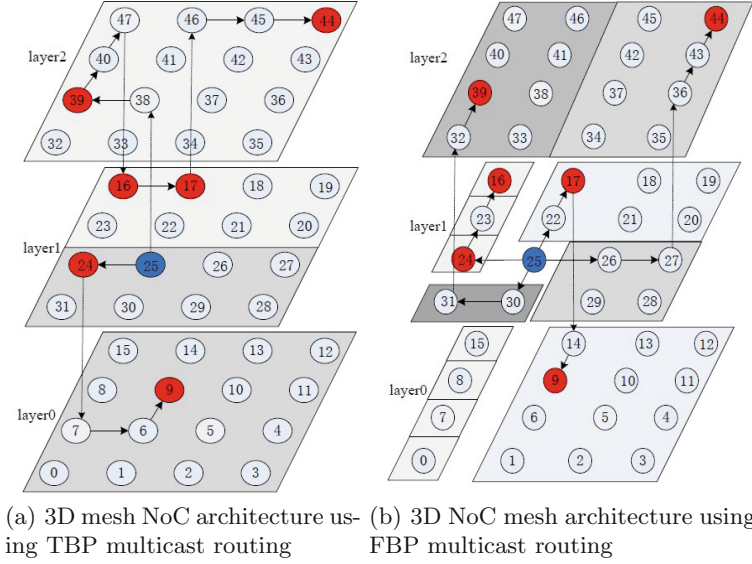 47 46 45 44
layer2
40 41 42 43
39 38 37 36
32 33 34 35
16 17 18 19
23 22 21 20
layer1
24 25 26 27
31 30 29 28
15 14 13 12
8 9 10 11
layer0
7 6 5 4
0 1 2 3
(a) 3D mesh NoC architecture us-
ing TBP multicast routing
47 46 45 44
layer2
40 41 42 43
39 38 37 36
32 33 34 35
16 17 18 19
layer1
23 22 21 20
24 25 26 27
31 30 29 28
15 14 13 12
layer0
8 9 10 11
7 6 5 4
0 1 2 3
(b) 3D NoC mesh architecture using
FBP multicast routing